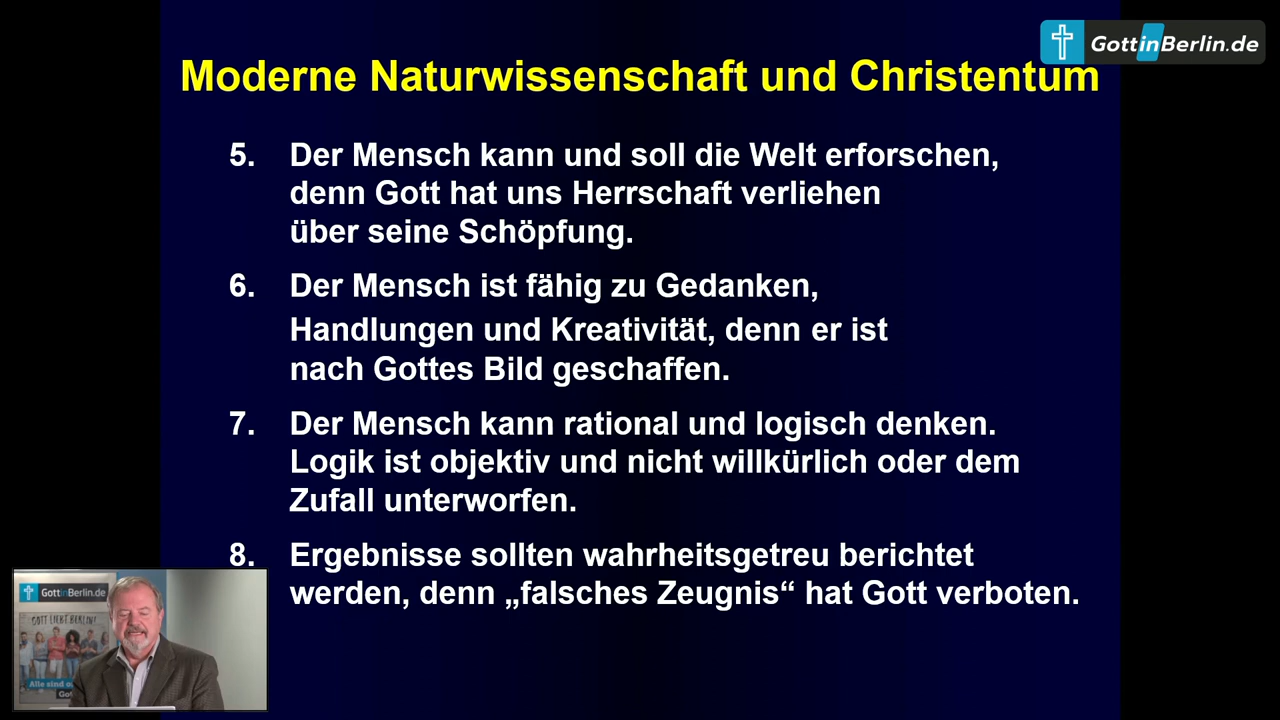 GottinBerlin.de
Moderne Naturwissenschaft und Christentum
5. Der Mensch kann und soll die Welt erforschen,
denn Gott hat uns Herrschaft verliehen
über seine Schöpfung.
6. Der Mensch ist fähig zu Gedanken,
Handlungen und Kreativität, denn er ist
nach Gottes Bild geschaffen.
7. Der Mensch kann rational und logisch denken.
Logik ist objektiv und nicht willkürlich oder dem
Zufall unterworfen.
8. Ergebnisse sollten wahrheitsgetreu berichtet
werden, denn „falsches Zeugnis“ hat Gott verboten.
GottinBerlin.de
GOTT LIEBT BERLIN!
Alle sind